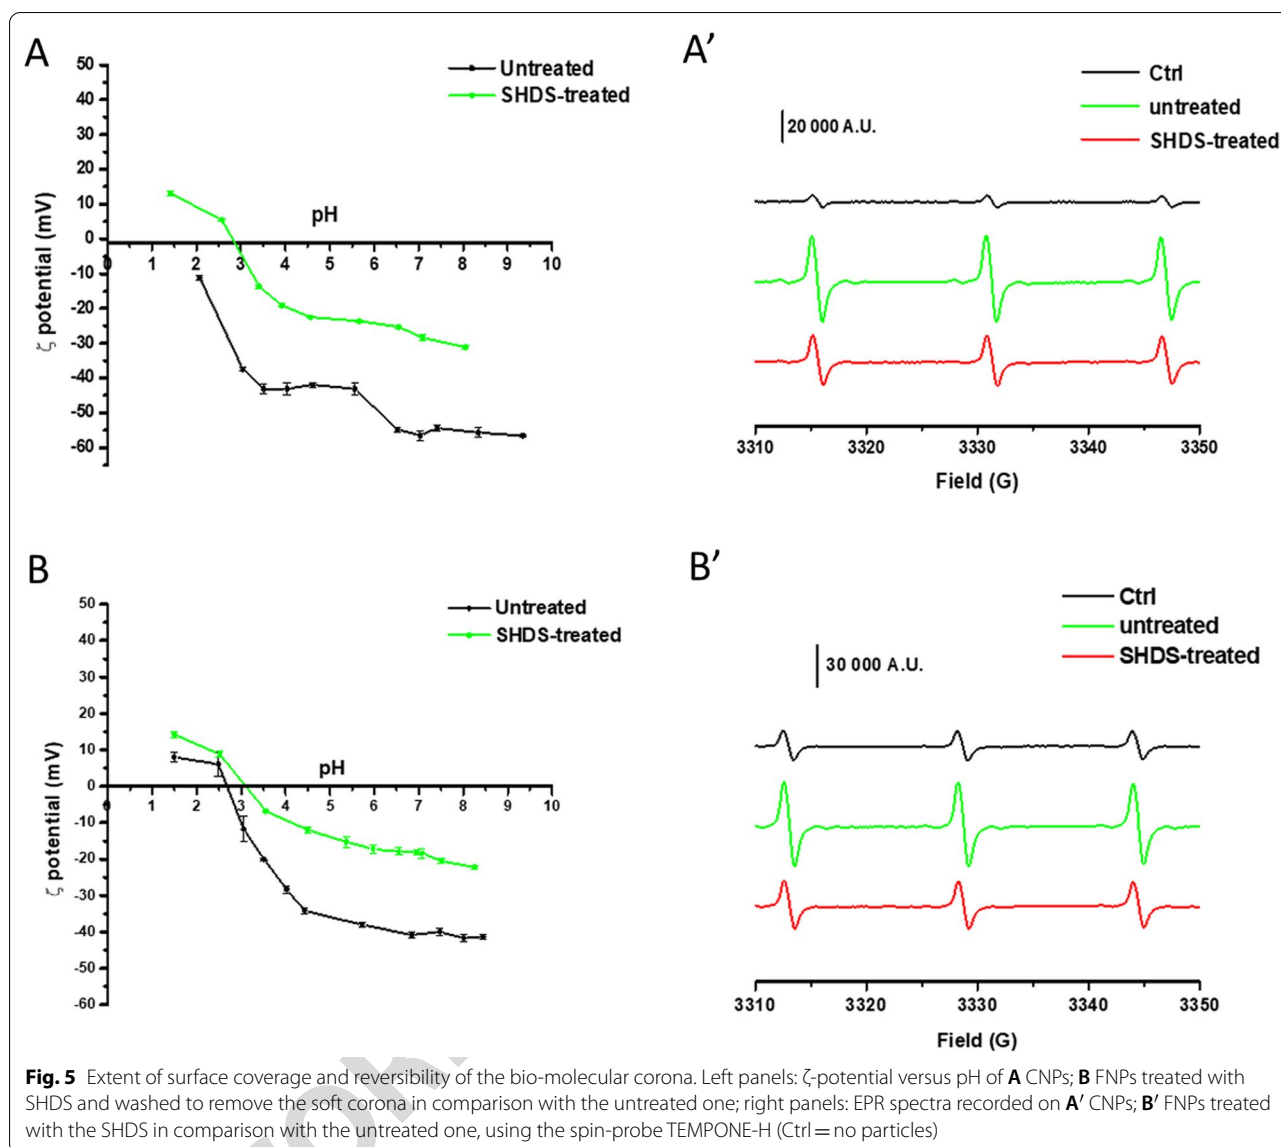 A
50
40
30
20
10
0
-10
-20
-30
-40
-50
-60
ζ potential (mV)
pH
0 1 2 3 4 5 6 7 8 9 10
Untreated
SHDS-treated
A′
20 000 A.U.
Ctrl
untreated
SHDS-treated
3310 3320 3330 3340 3350
Field (G)
B
50
40
30
20
10
0
-10
-20
-30
-40
-50
-60
ζ potential (mV)
pH
0 1 2 3 4 5 6 7 8 9 10
Untreated
SHDS-treated
B′
30 000 A.U.
Ctrl
untreated
SHDS-treated
3310 3320 3330 3340 3350
Field (G)
Fig. 5 Extent of surface coverage and reversibility of the bio-molecular corona. Left panels: ζ-potential versus pH of A CNPs; B FNPs treated with
SHDS and washed to remove the soft corona in comparison with the untreated one; right panels: EPR spectra recorded on A′ CNPs; B′ FNPs treated
with the SHDS in comparison with the untreated one, using the spin-probe TEMPONE-H (Ctrl = no particles)